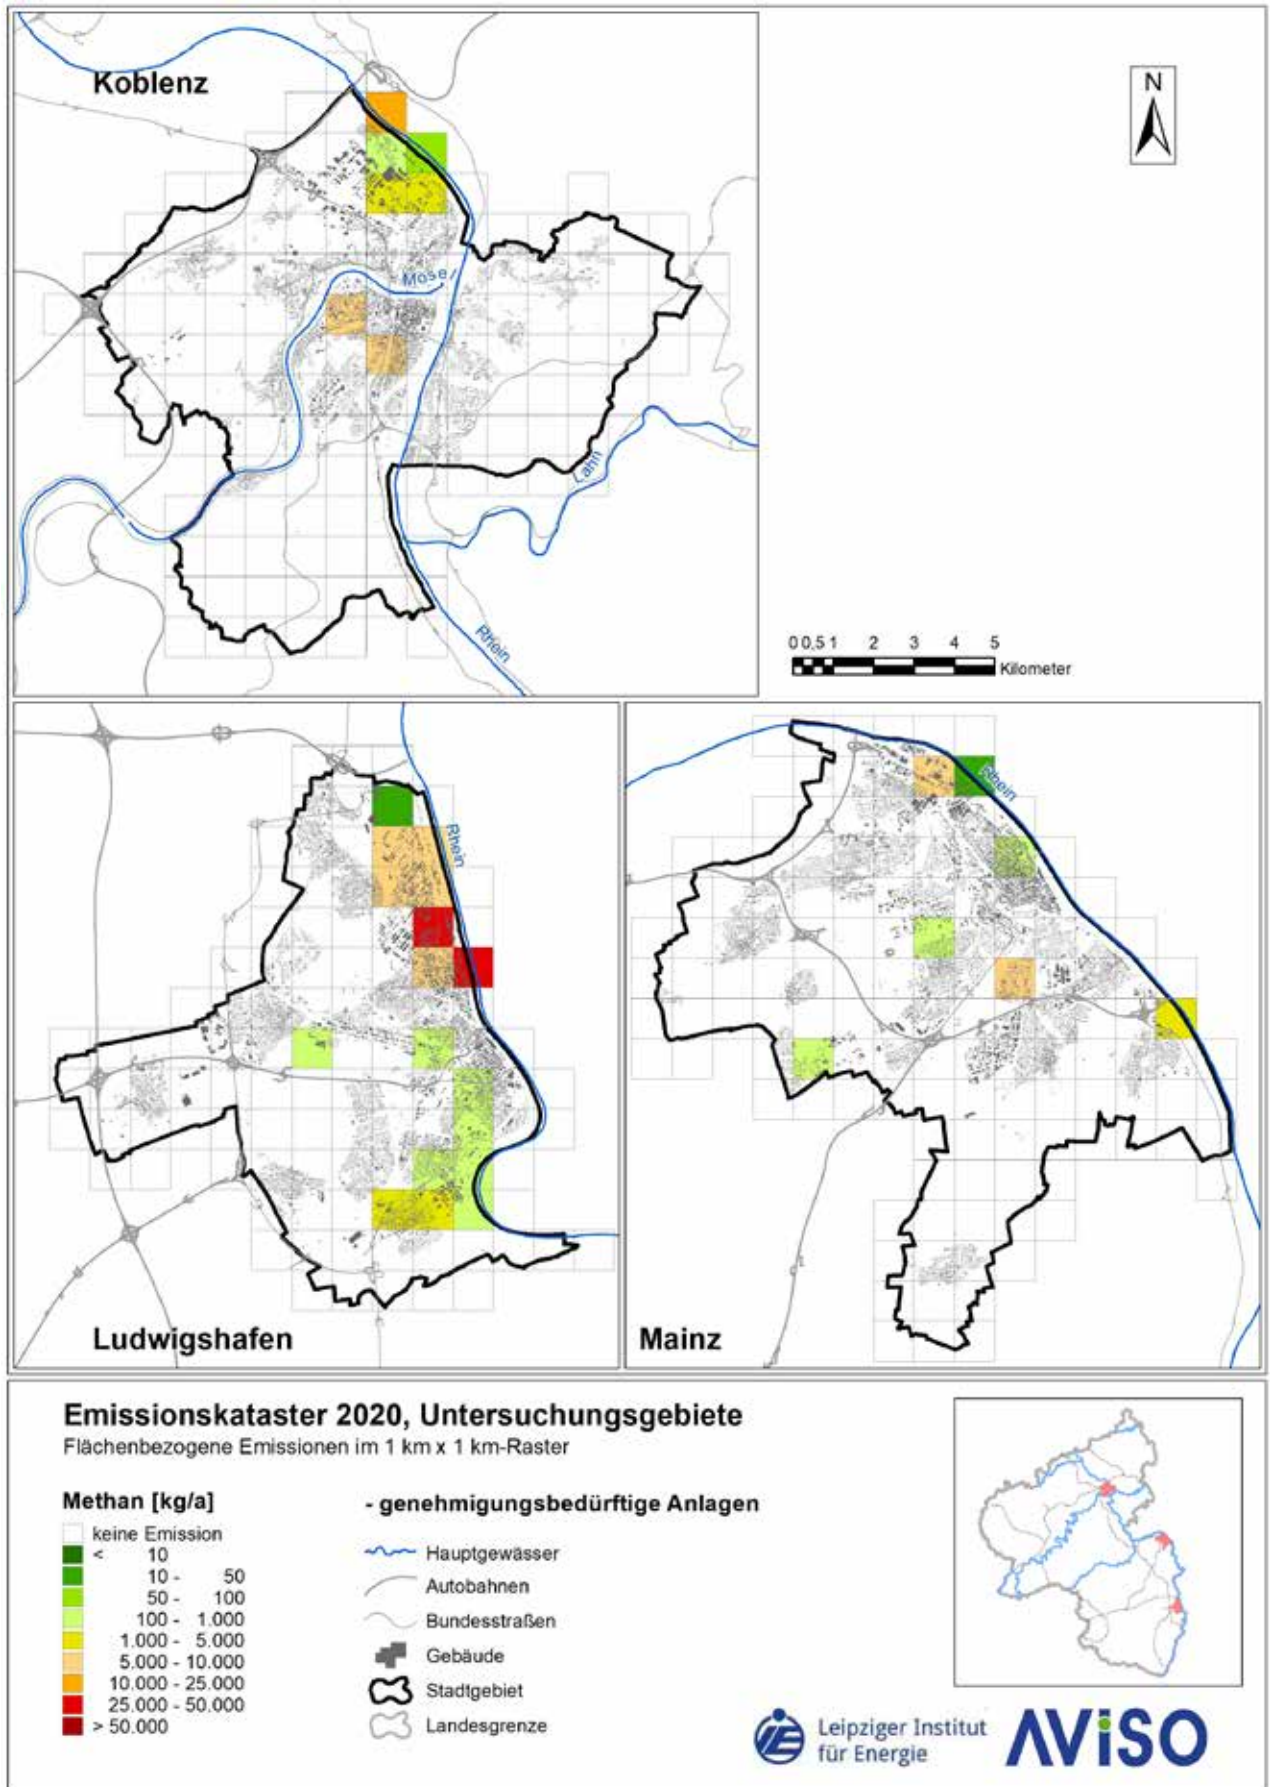 Koblenz
N
Mosel
Lahn
Rhein
0 0,5 1 2 3 4 5
Kilometer
Rhein
Ludwigshafen
Rhein
Mainz
Emissionskataster 2020, Untersuchungsgebiete
Flächenbezogene Emissionen im 1 km x 1 km-Raster
Methan [kg/a]
keine Emission
< 10
10 - 50
50 - 100
100 - 1.000
1.000 - 5.000
5.000 - 10.000
10.000 - 25.000
25.000 - 50.000
> 50.000
- genehmigungsbedürftige Anlagen
Hauptgewässer
Autobahnen
Bundesstraßen
Gebäude
Stadtgebiet
Landesgrenze
Leipziger Institut
für Energie
AViSO